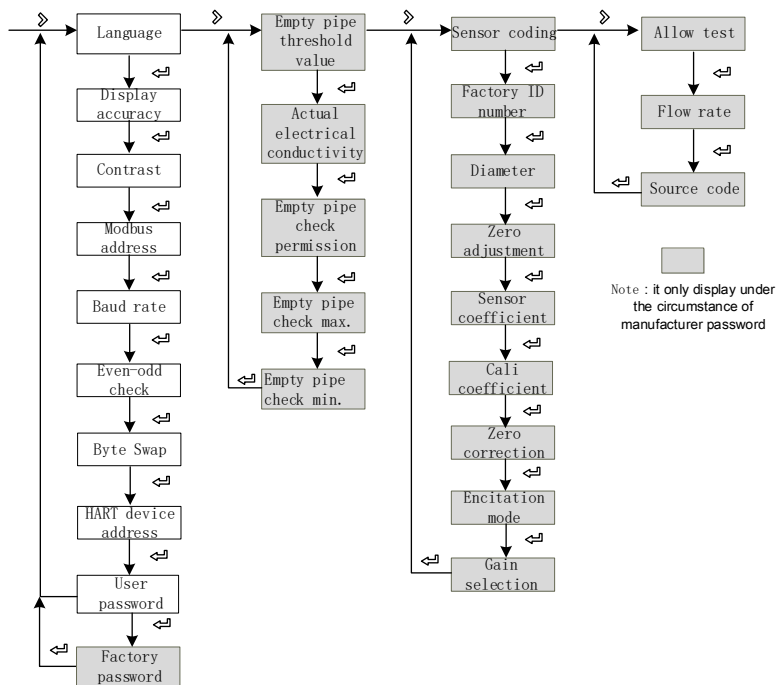 Language
Display
accuracy
Contrast
Modbus
address
Baud rate
Even-odd
check
Byte Swap
HART device
address
User
password
Factory
password
Empty pipe
threshold
value
Actual
electrical
conductivity
Empty pipe
check
permission
Empty pipe
check max.
Empty pipe
check min.
Sensor coding
Factory ID
number
Diameter
Zero
adjustment
Sensor
coefficient
Cali
coefficient
Zero
correction
Encitation
mode
Gain
selection
Allow test
Flow rate
Source code
Note : it only display under
the circumstance of
manufacturer password